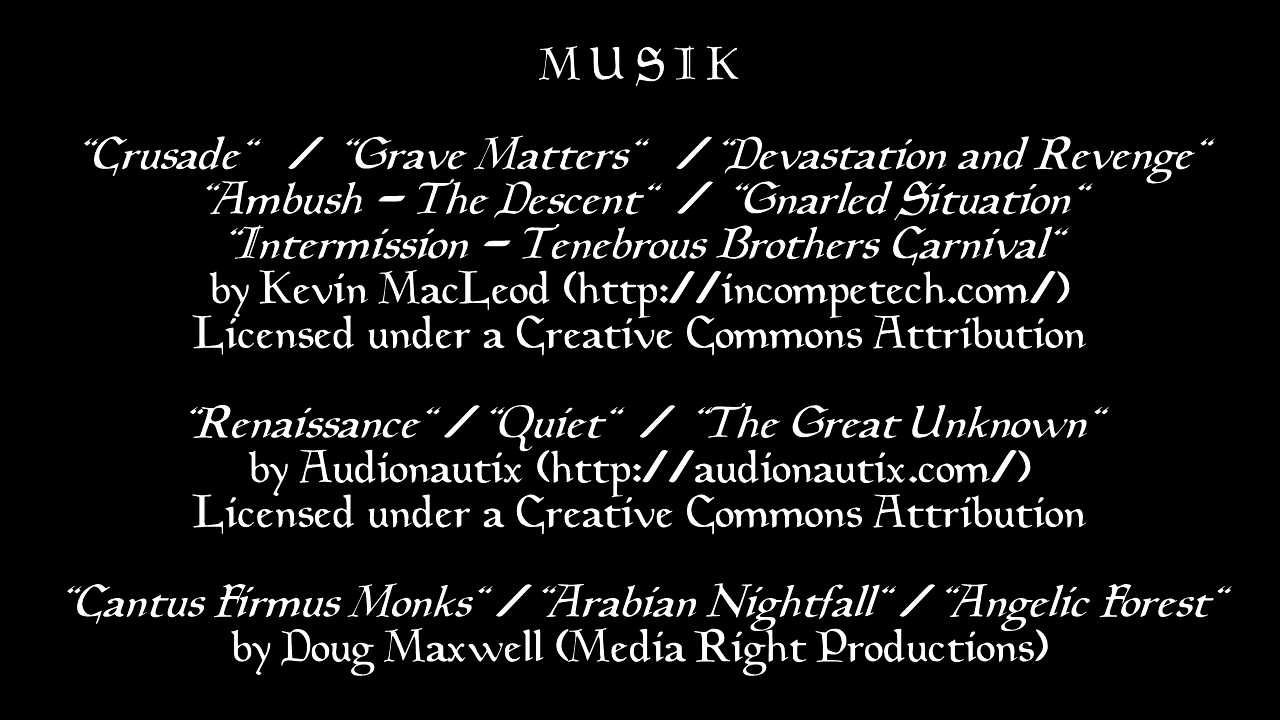 MUSIK
“Crusade“ / “Grave Matters“ / “Devastation and Revenge“
“Ambush – The Descent“ / “Gnarled Situation“
“Intermission – Tenebrous Brothers Carnival“
by Kevin MacLeod (http://incompetech.com/)
Licensed under a Creative Commons Attribution
“Renaissance“ / “Quiet“ / “The Great Unknown“
by Audionautix (http://audionautix.com/)
Licensed under a Creative Commons Attribution
“Cantus Firmus Monks“ / “Arabian Nightfall“ / “Angelic Forest“
by Doug Maxwell (Media Right Productions)